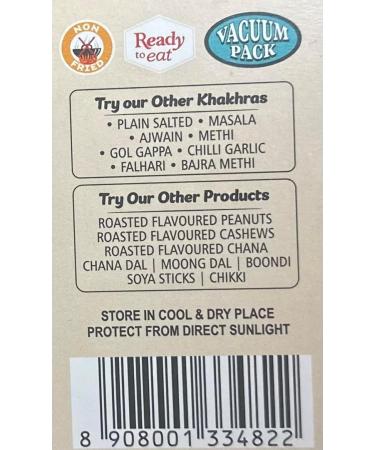 NON
FRIED
Ready
to eat
VACUUM
PACK
Try our Other Khakhras
• PLAIN SALTED • MASALA
• AJWAIN • METHI
• GOL GAPPA • CHILLI GARLIC
• FALHARI • BAJRA METHI
Try Our Other Products
ROASTED FLAVOURED PEANUTS
ROASTED FLAVOURED CASHEWS
ROASTED FLAVOURED CHANA
CHANA DAL | MOONG DAL | BOONDI
SOYA STICKS | CHIKKI
STORE IN COOL & DRY PLACE
PROTECT FROM DIRECT SUNLIGHT
8 908001 334822